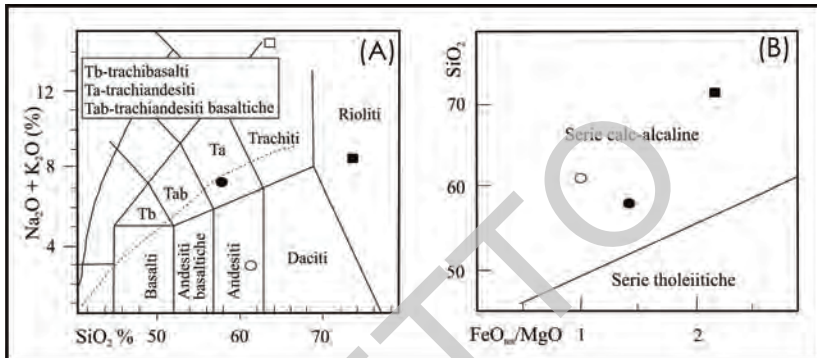 (A)
Tb-trachibasalti
Ta-trachiandesiti
Tab-trachiandesiti basaltiche
Na₂O + K₂O (%)
12
8
4
Trachiti
Rioliti
Ta
Tab
Tb
Basalti
Andesiti basaltiche
Andesiti
Daciti
SiO₂ %
50
60
70
(B)
SiO₂
70
60
50
Serie calc-alcaline
Serie tholeiitiche
FeOₜₒₜ/MgO
1
2
TTO